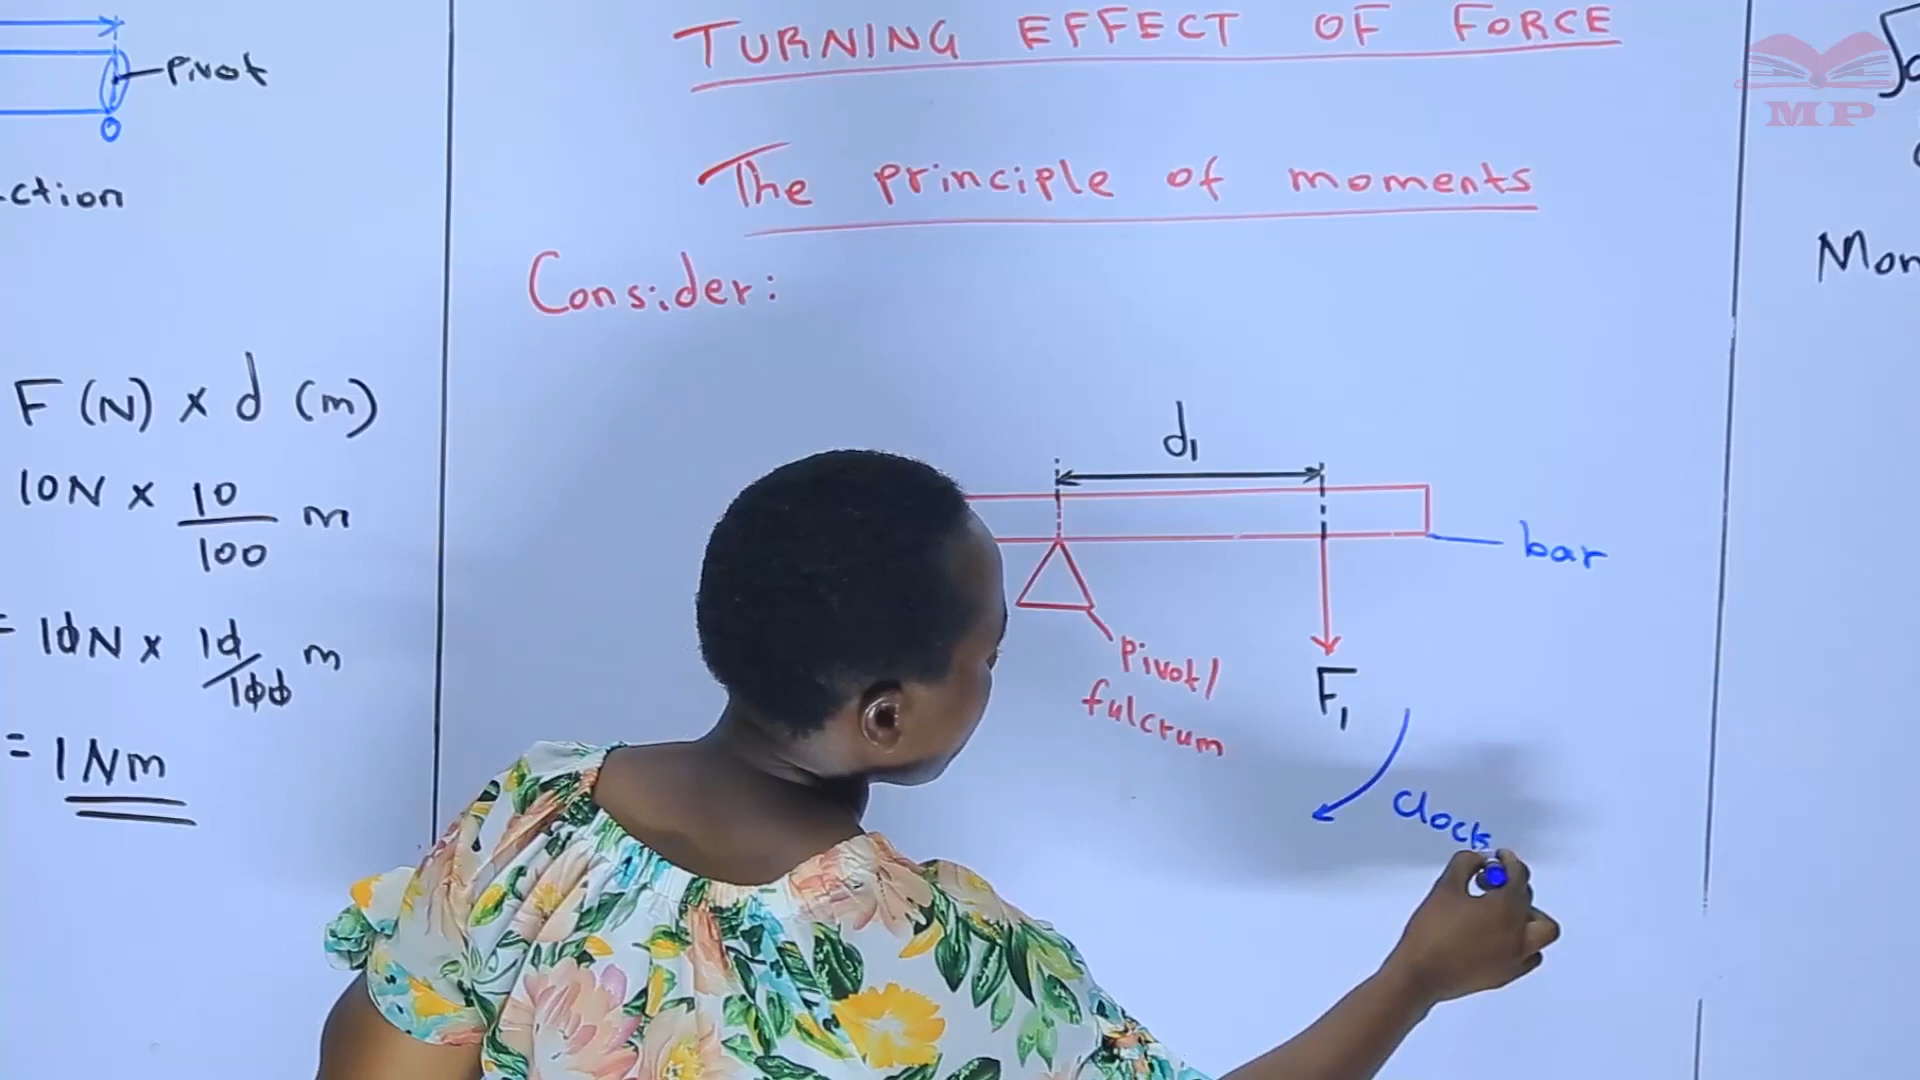 Pivot
O
ction
F (N) x d (m)
10N x 10/100 m
= 10N x 10/100 m
= 1Nm
TURNING EFFECT OF FORCE
The principle of moments
Consider:
d₁
bar
Pivot/
fulcrum
F₁
Clock
MP
Mom